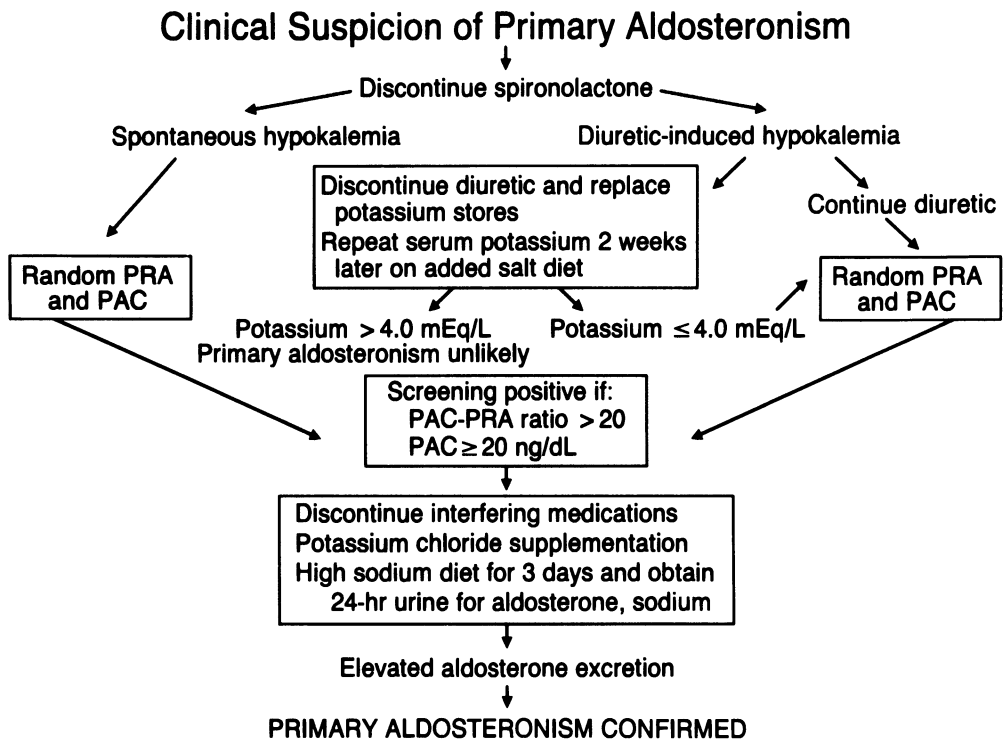 Clinical Suspicion of Primary Aldosteronism
Discontinue spironolactone
Spontaneous hypokalemia
Diuretic-induced hypokalemia
Discontinue diuretic and replace
potassium stores
Repeat serum potassium 2 weeks
later on added salt diet
Continue diuretic
Random PRA
and PAC
Random PRA
and PAC
Potassium > 4.0 mEq/L
Primary aldosteronism unlikely
Potassium ≤ 4.0 mEq/L
Screening positive if:
PAC-PRA ratio > 20
PAC ≥ 20 ng/dL
Discontinue interfering medications
Potassium chloride supplementation
High sodium diet for 3 days and obtain
24-hr urine for aldosterone, sodium
Elevated aldosterone excretion
PRIMARY ALDOSTERONISM CONFIRMED